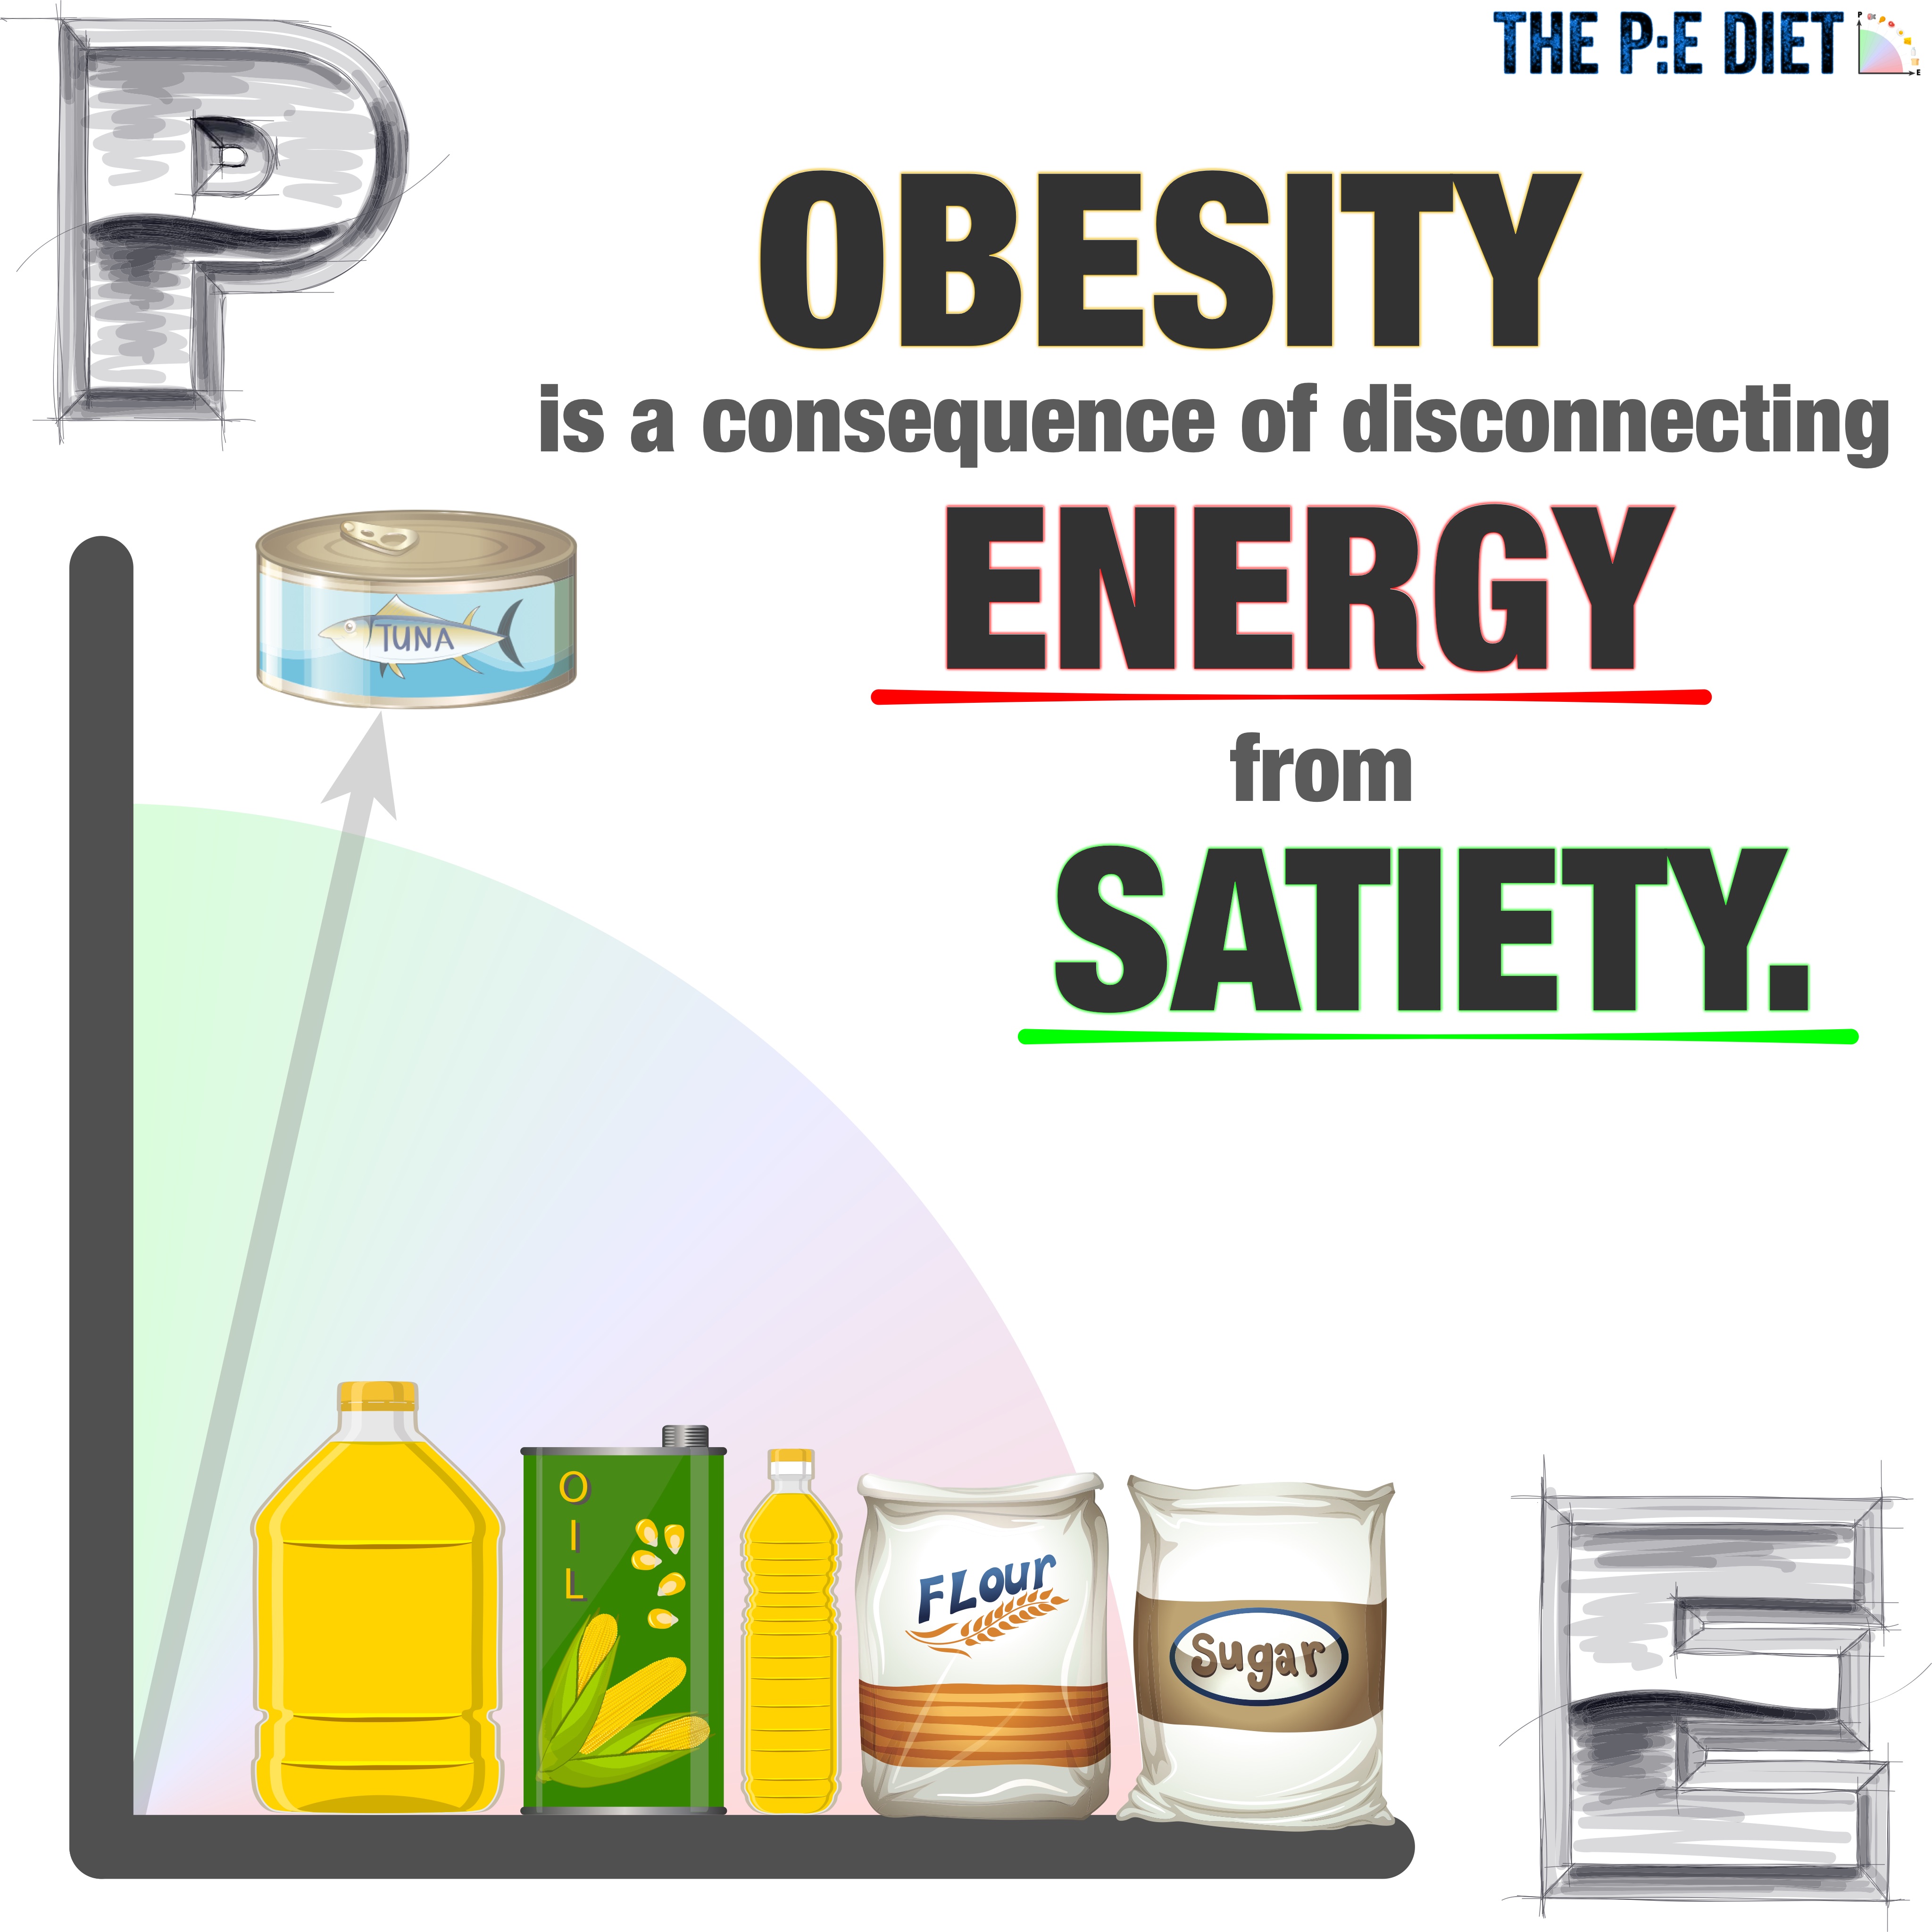 THE P:E DIET
P
E
P
OBESITY
is a consequence of disconnecting
ENERGY
from
SATIETY.
TUNA
OIL
FLour
Sugar
E